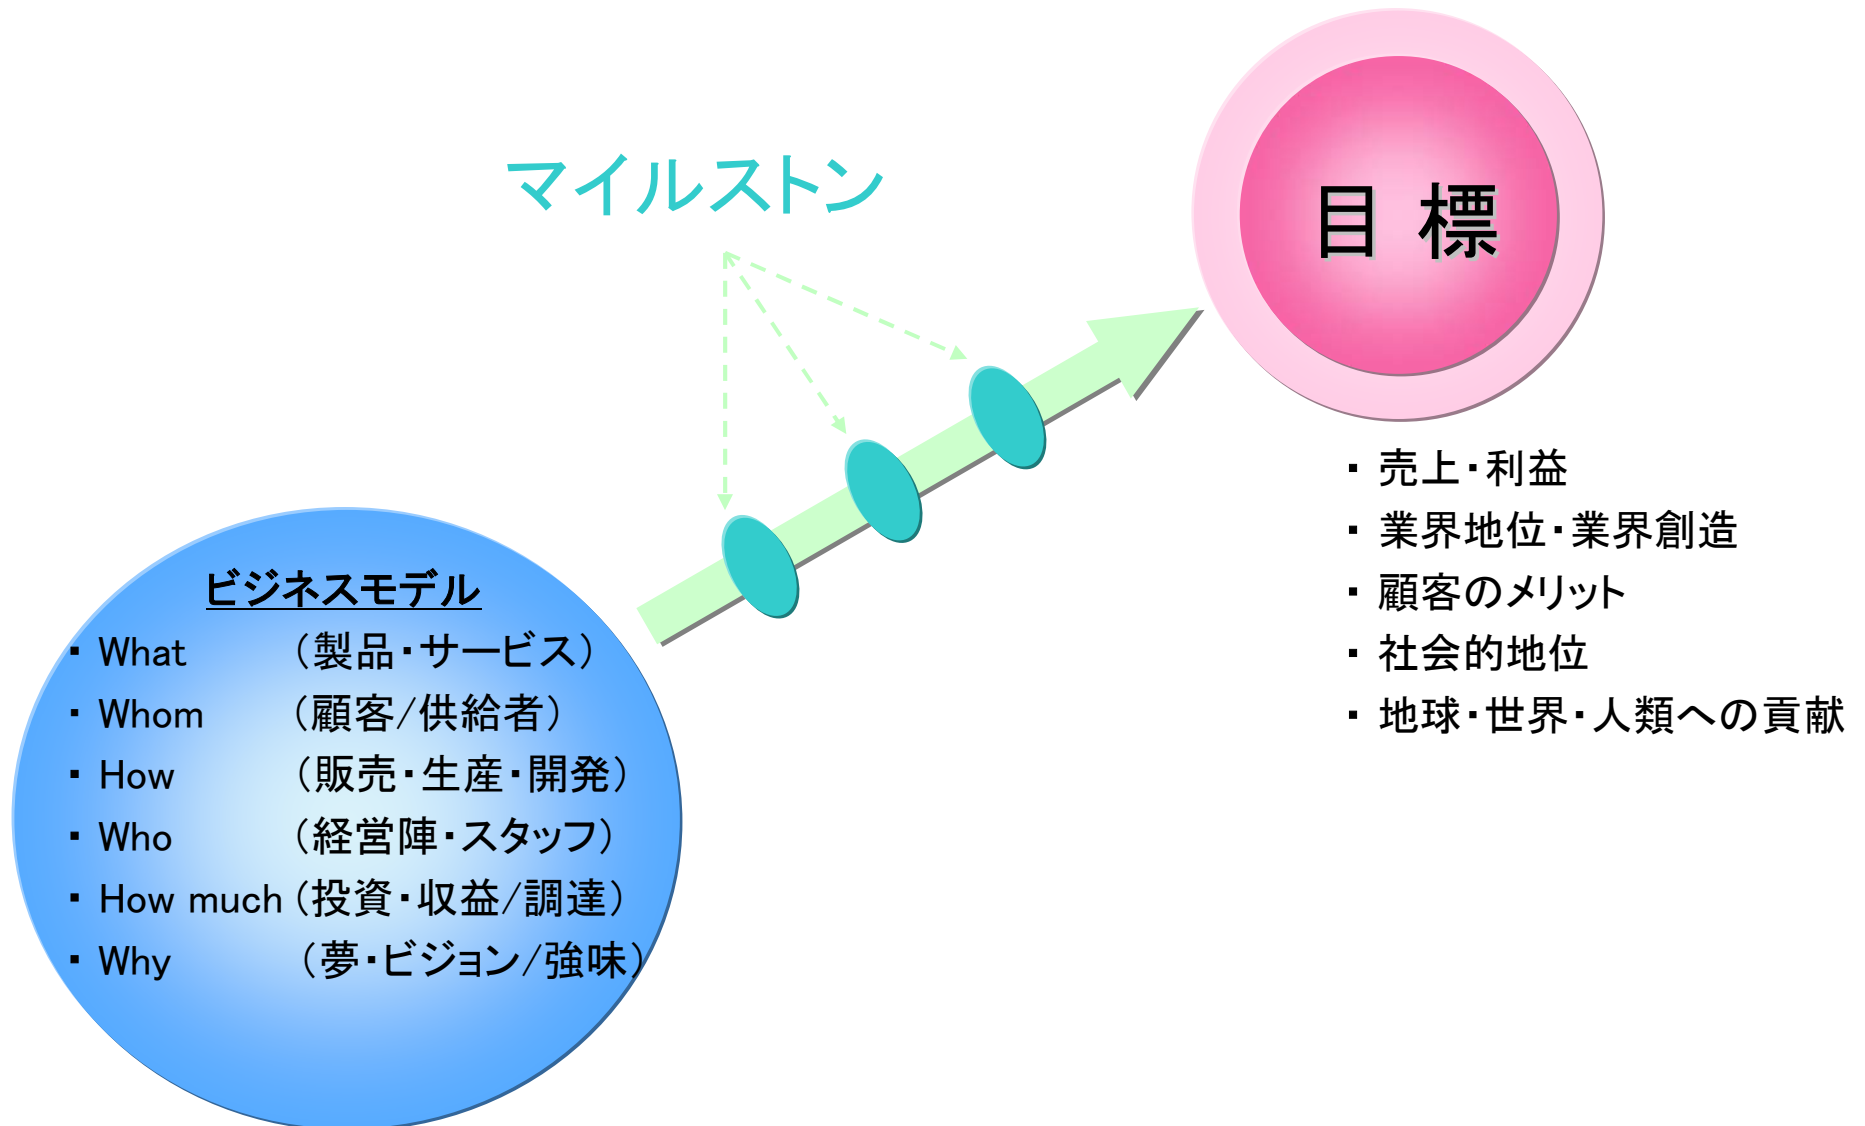 マイルストン
目 標
・ 売上・利益
・ 業界地位・業界創造
・ 顧客のメリット
・ 社会的地位
・ 地球・世界・人類への貢献
ビジネスモデル
・ What （製品・サービス）
・ Whom （顧客/供給者）
・ How （販売・生産・開発）
・ Who （経営陣・スタッフ）
・ How much （投資・収益/調達）
・ Why （夢・ビジョン/強味）